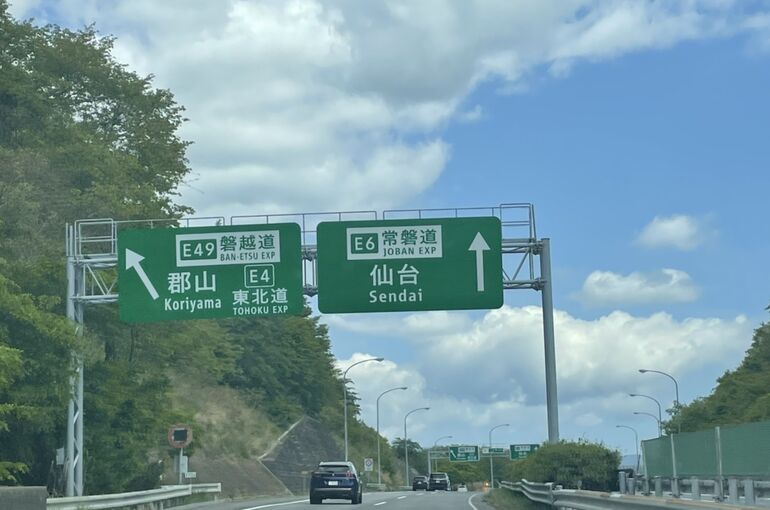 E49 磐越道
BAN-ETSU EXP
郡山
Koriyama
E4
東北道
TOHOKU EXP
E6 常磐道
JOBAN EXP
仙台
Sendai